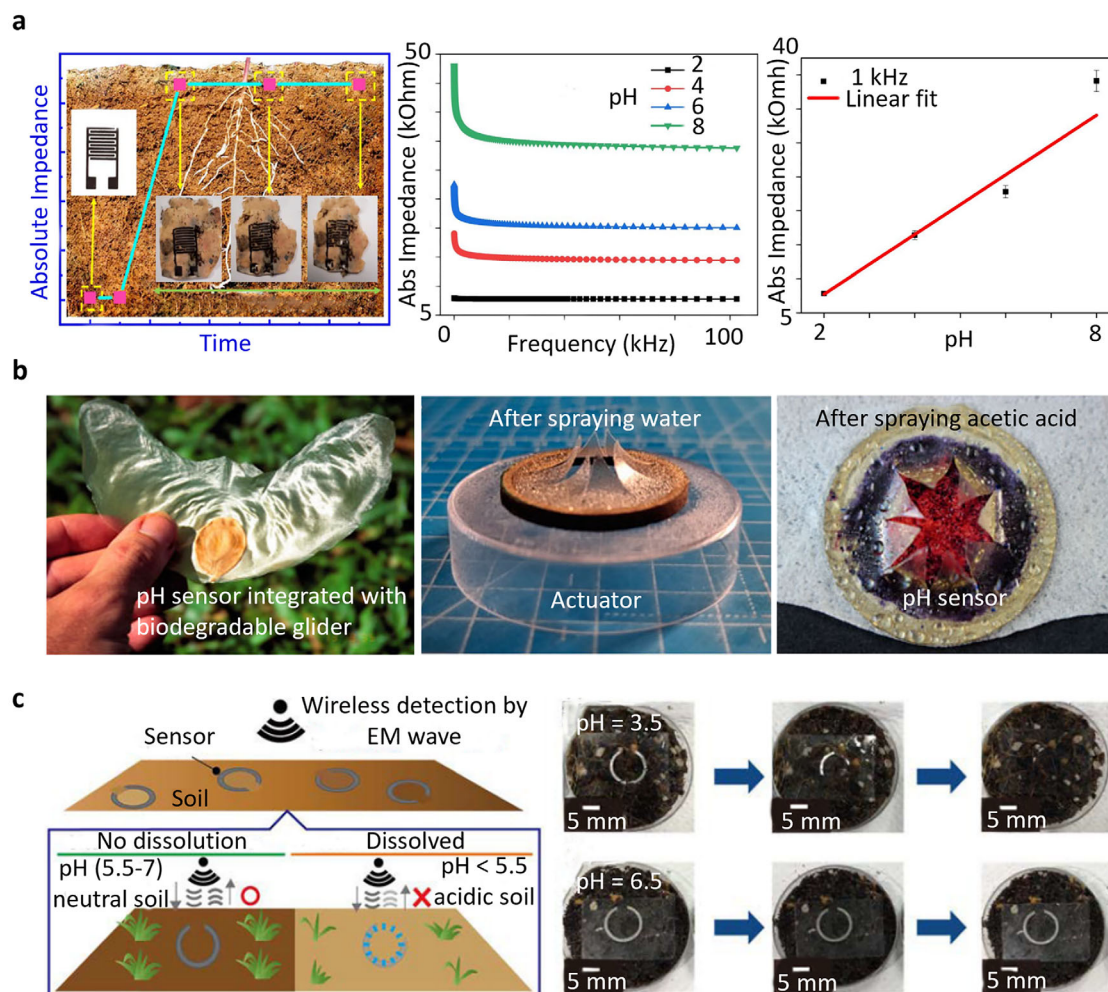 a
Absolute Impedance
Time
Abs Impedance (kOhm)
50
5
pH
2
4
6
8
0
100
Frequency (kHz)
Abs Impedance (kOmh)
40
5
1 kHz
Linear fit
2
8
pH
b
pH sensor integrated with
biodegradable glider
After spraying water
Actuator
After spraying acetic acid
pH sensor
c
Wireless detection by
EM wave
Sensor
Soil
No dissolution
pH (5.5-7)
neutral soil
Dissolved
pH < 5.5
acidic soil
pH = 3.5
5 mm
5 mm
5 mm
pH = 6.5
5 mm
5 mm
5 mm